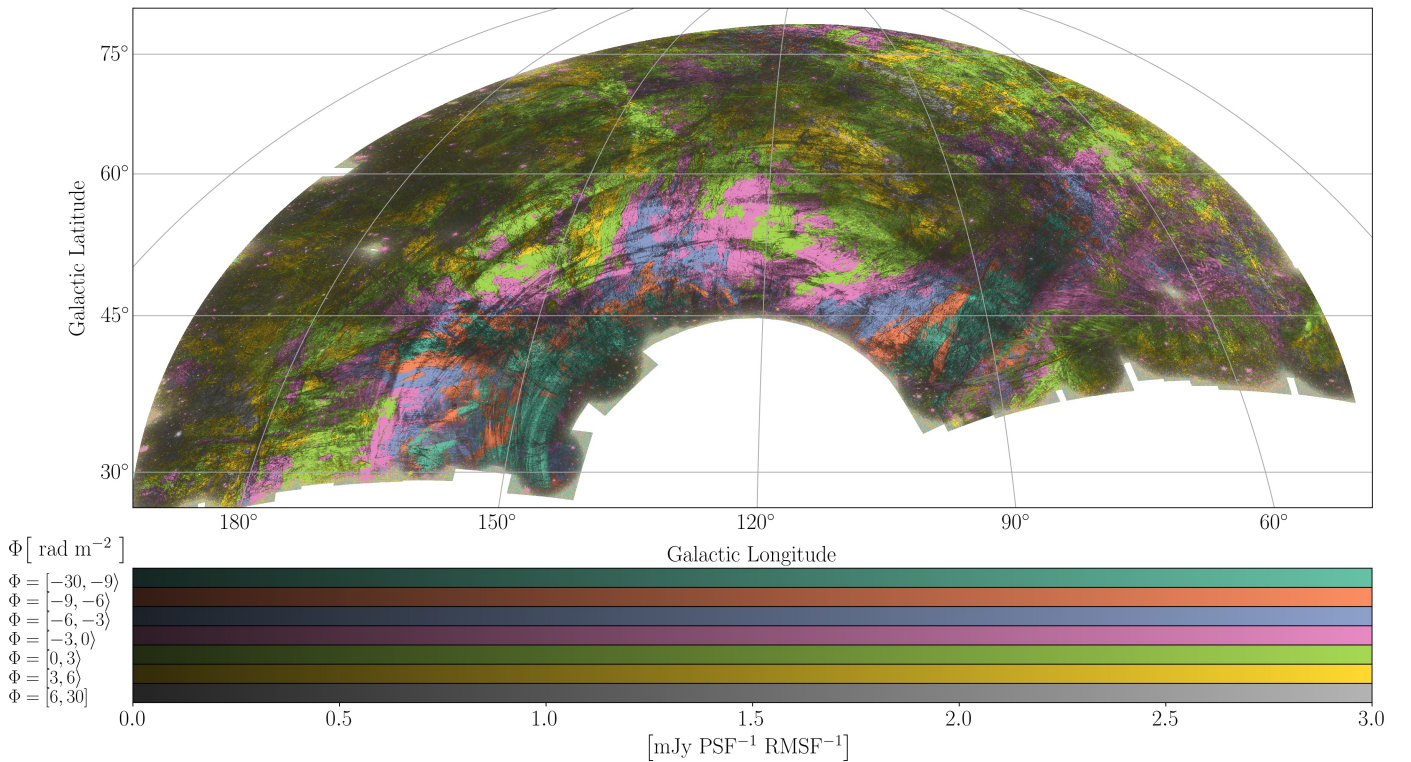 75°
60°
45°
30°
Galactic Latitude
180° 150° 120° 90° 60°
Galactic Longitude
Φ[ rad m⁻² ]
Φ = [−30, −9⟩
Φ = [−9, −6⟩
Φ = [−6, −3⟩
Φ = [−3, 0⟩
Φ = [0, 3⟩
Φ = [3, 6⟩
Φ = [6, 30]
0.0 0.5 1.0 1.5 2.0 2.5 3.0
[mJy PSF⁻¹ RMSF⁻¹]